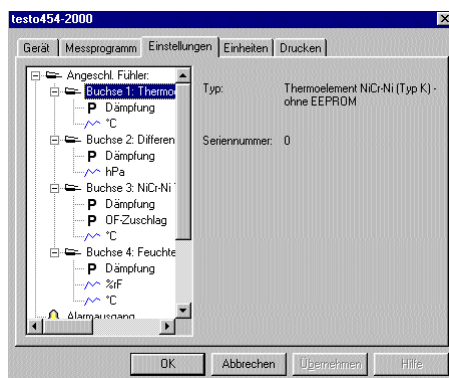 testo454-2000
Gerät Messprogramm Einstellungen Einheiten Drucken
Angeschl. Fühler:
Buchse 1: Thermo
P Dämpfung
°C
Buchse 2: Differen
P Dämpfung
hPa
Buchse 3: NiCr-Ni
P Dämpfung
P OF-Zuschlag
°C
Buchse 4: Feuchte
P Dämpfung
%rF
°C
Alarmausgang
Typ: Thermoelement NiCr-Ni (Typ K) -
ohne EEPROM
Seriennummer: 0
OK Abbrechen Übernehmen Hilfe